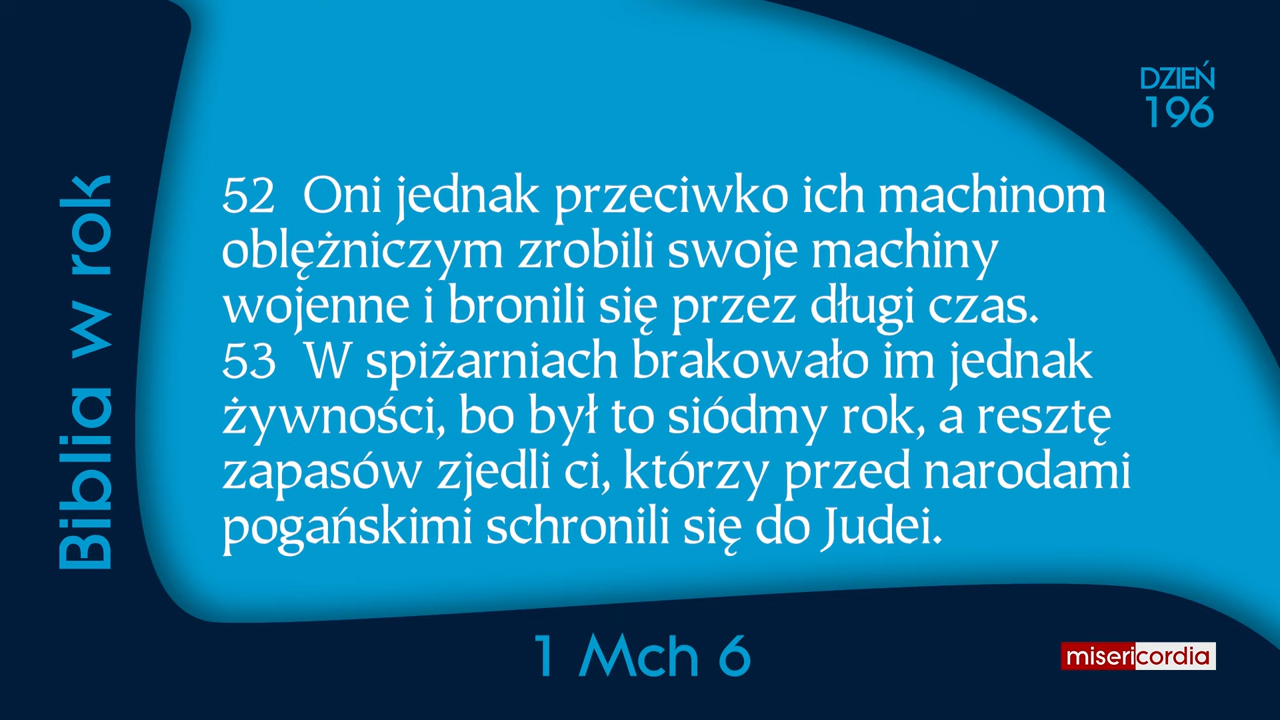 DZIEŃ
196
Biblia w rok
52 Oni jednak przeciwko ich machinom
oblężniczym zrobili swoje machiny
wojenne i bronili się przez długi czas.
53 W spiżarniach brakowało im jednak
żywności, bo był to siódmy rok, a resztę
zapasów zjedli ci, którzy przed narodami
pogańskimi schronili się do Judei.
1 Mch 6
misericordia